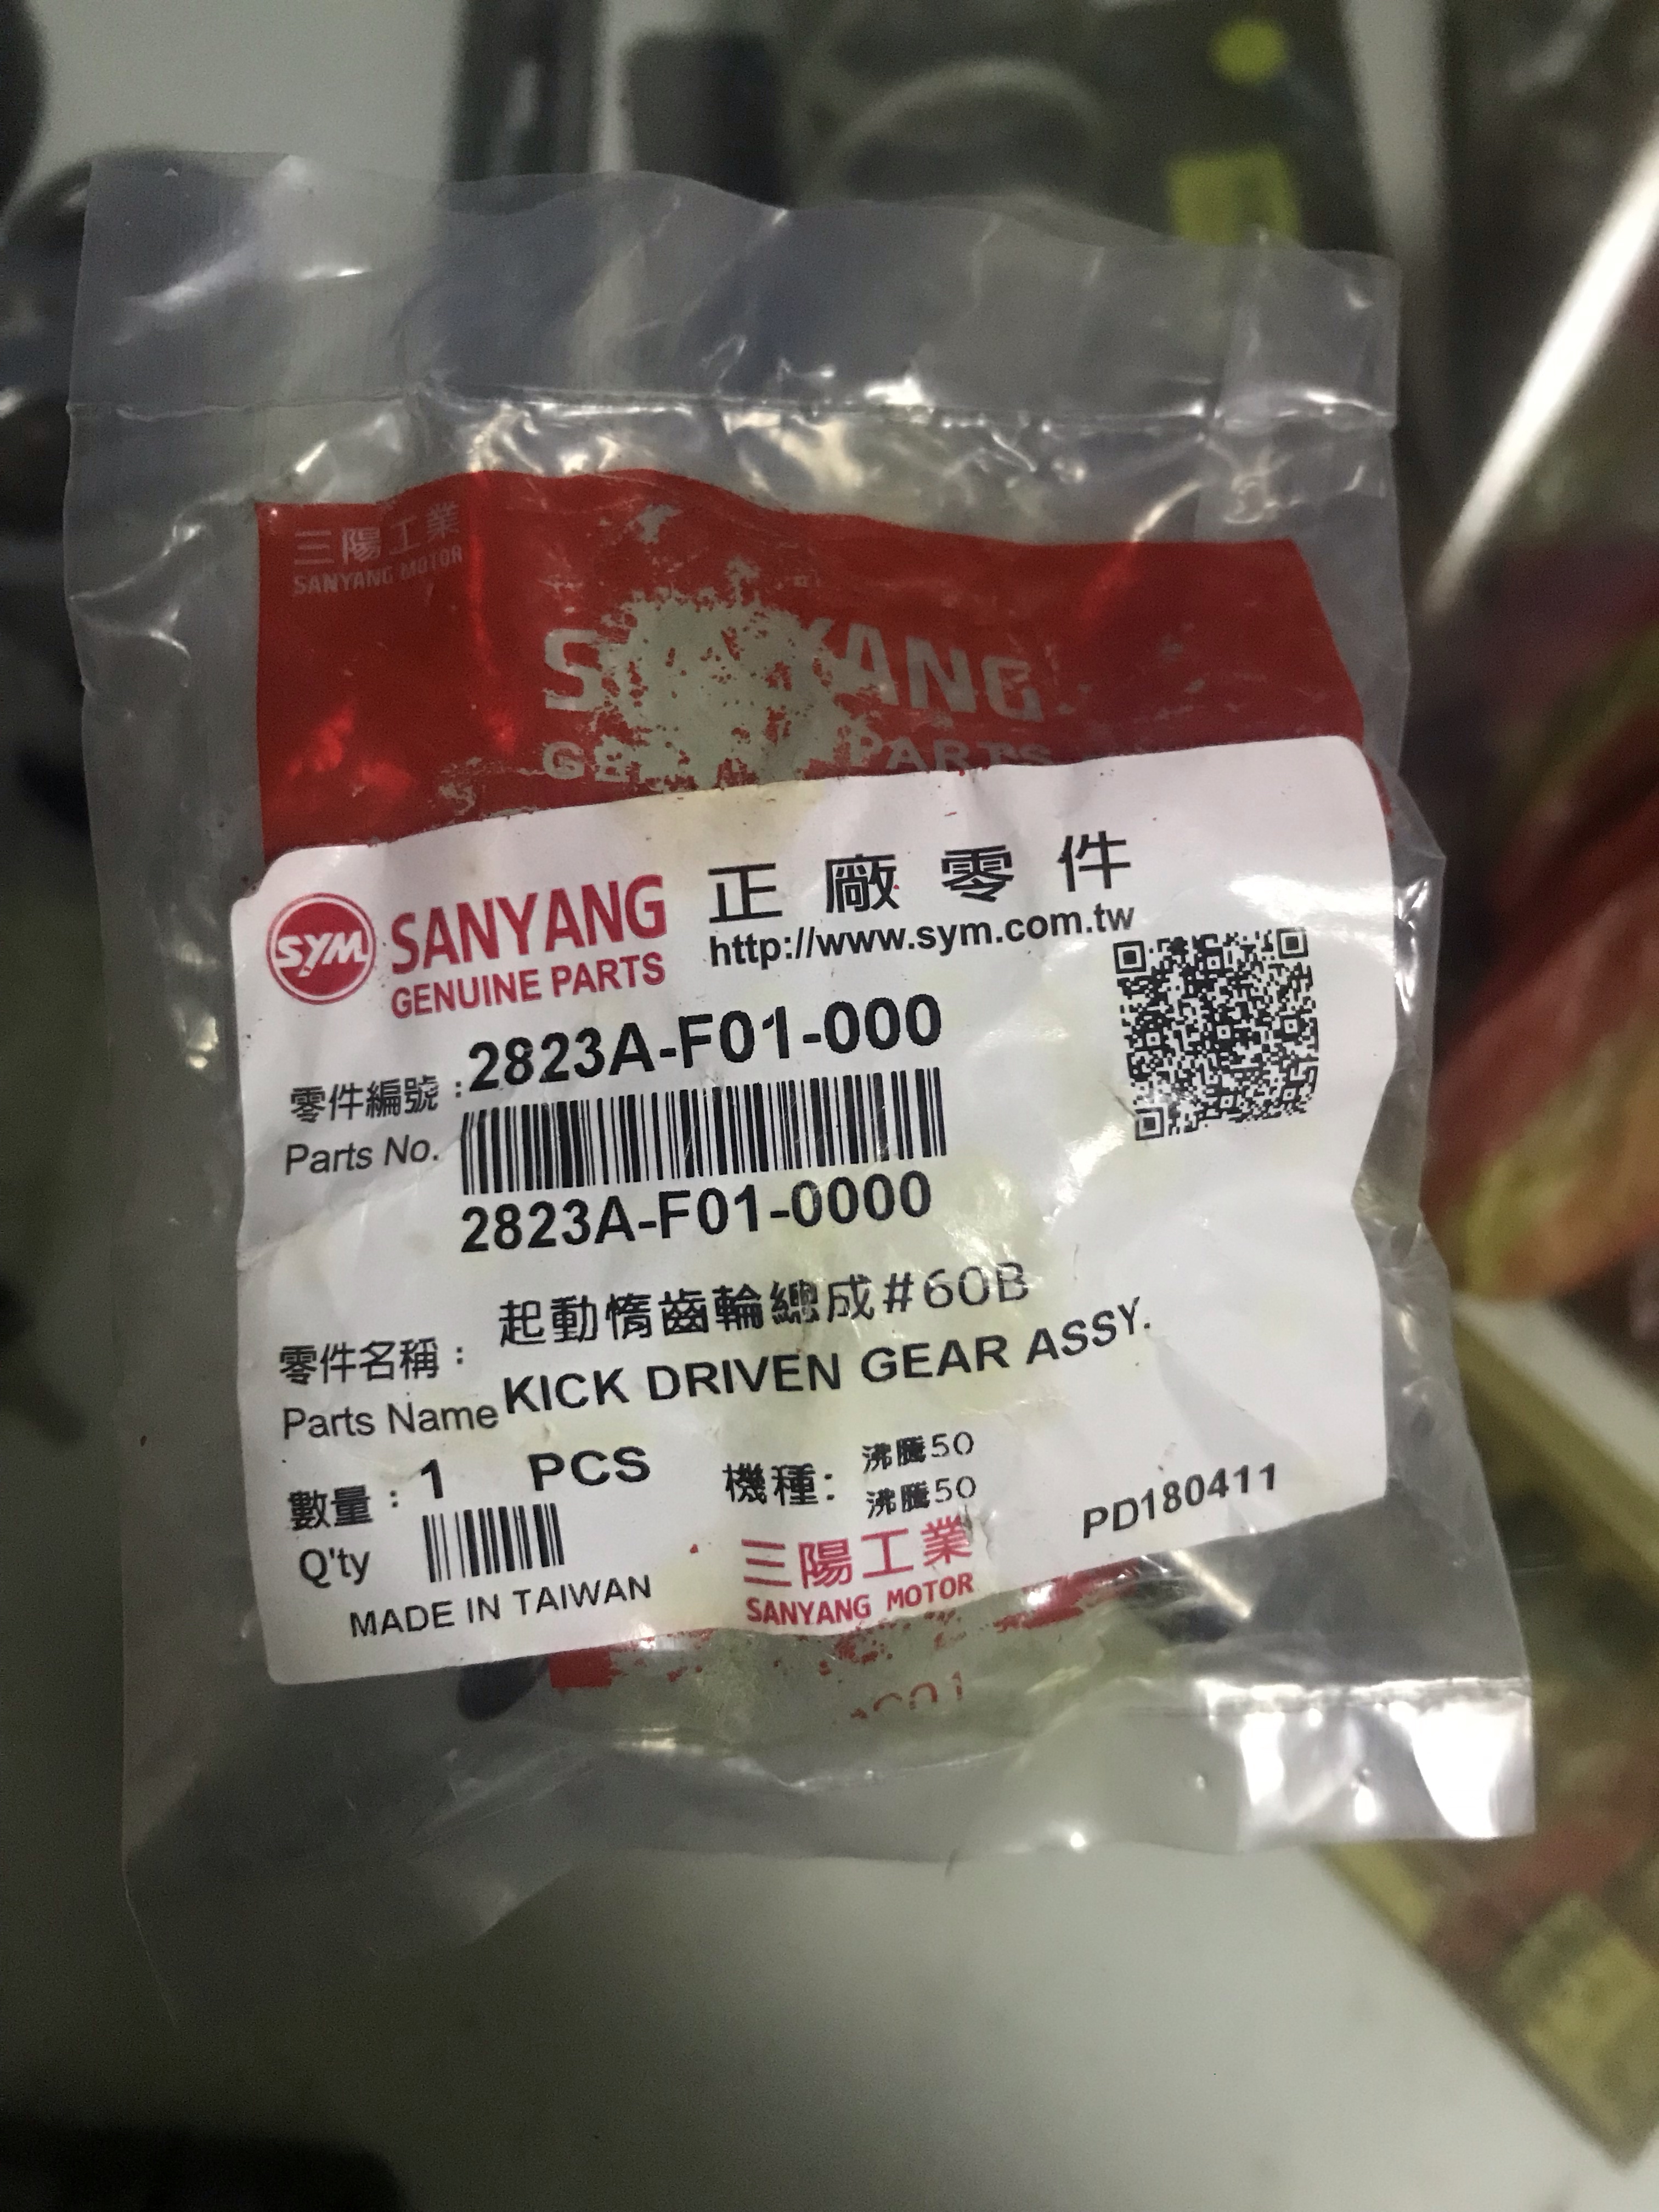 三陽工業
SANYANG MOTOR
PARTS
SYM
SANYANG
GENUINE PARTS
正廠零件
http://www.sym.com.tw
零件編號：2823A-F01-000
Parts No.
2823A-F01-0000
零件名稱：起動惰齒輪總成#60B
Parts Name KICK DRIVEN GEAR ASSY.
數量：1 PCS
Q'ty
機種：沸騰50
沸騰50
MADE IN TAIWAN
三陽工業
SANYANG MOTOR
PD180411